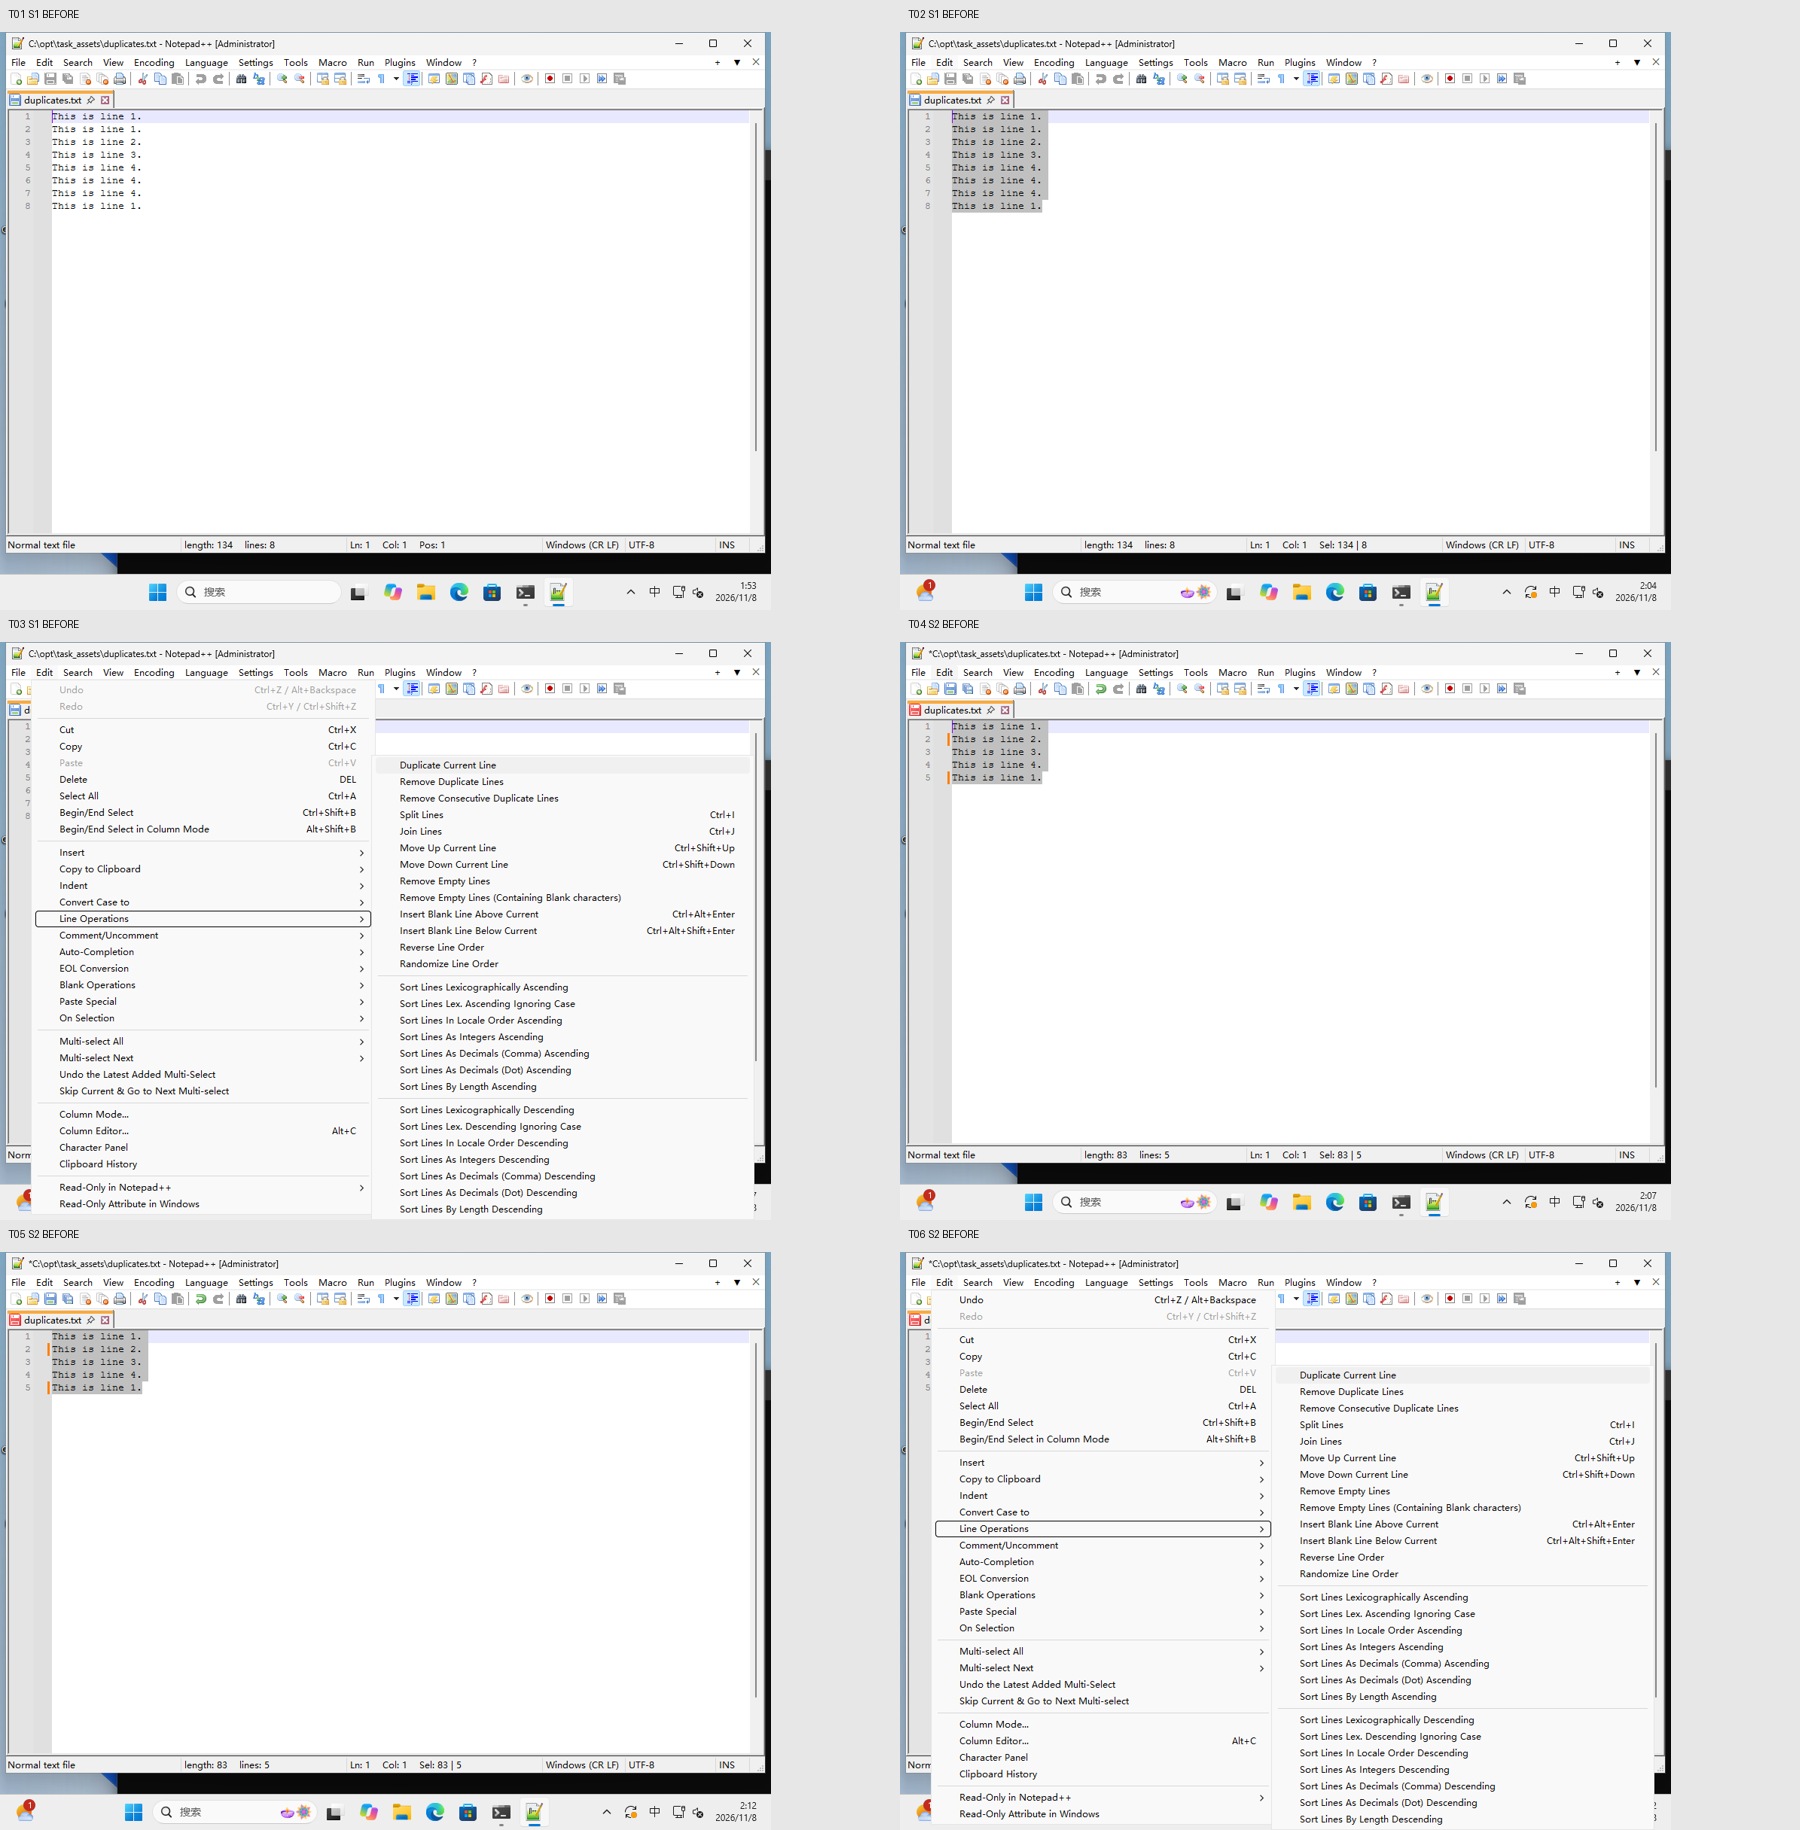 T01 S1 BEFORE
C:\opt\task_assets\duplicates.txt - Notepad++ [Administrator]
File Edit Search View Encoding Language Settings Tools Macro Run Plugins Window ?
duplicates.txt
1 This is line 1.
2 This is line 1.
3 This is line 2.
4 This is line 3.
5 This is line 4.
6 This is line 4.
7 This is line 4.
8 This is line 1.
Normal text file length: 134 lines: 8 Ln: 1 Col: 1 Pos: 1 Windows (CR LF) UTF-8 INS
搜索 中 1:53
2026/11/8
T02 S1 BEFORE
C:\opt\task_assets\duplicates.txt - Notepad++ [Administrator]
File Edit Search View Encoding Language Settings Tools Macro Run Plugins Window ?
duplicates.txt
1 This is line 1.
2 This is line 1.
3 This is line 2.
4 This is line 3.
5 This is line 4.
6 This is line 4.
7 This is line 4.
8 This is line 1.
Normal text file length: 134 lines: 8 Ln: 1 Col: 1 Sel: 134 | 8 Windows (CR LF) UTF-8 INS
1 搜索 中 2:04
2026/11/8
T03 S1 BEFORE
C:\opt\task_assets\duplicates.txt - Notepad++ [Administrator]
File Edit Search View Encoding Language Settings Tools Macro Run Plugins Window ?
Undo Ctrl+Z / Alt+Backspace
Redo Ctrl+Y / Ctrl+Shift+Z
Cut Ctrl+X
Copy Ctrl+C
Paste Ctrl+V
Delete DEL
Select All Ctrl+A
Begin/End Select Ctrl+Shift+B
Begin/End Select in Column Mode Alt+Shift+B
Insert
Copy to Clipboard
Indent
Convert Case to
Line Operations
Comment/Uncomment
Auto-Completion
EOL Conversion
Blank Operations
Paste Special
On Selection
Multi-select All
Multi-select Next
Undo the Latest Added Multi-Select
Skip Current & Go to Next Multi-select
Column Mode...
Column Editor... Alt+C
Character Panel
Clipboard History
Read-Only in Notepad++
Read-Only Attribute in Windows
Duplicate Current Line
Remove Duplicate Lines
Remove Consecutive Duplicate Lines
Split Lines Ctrl+I
Join Lines Ctrl+J
Move Up Current Line Ctrl+Shift+Up
Move Down Current Line Ctrl+Shift+Down
Remove Empty Lines
Remove Empty Lines (Containing Blank characters)
Insert Blank Line Above Current Ctrl+Alt+Enter
Insert Blank Line Below Current Ctrl+Alt+Shift+Enter
Reverse Line Order
Randomize Line Order
Sort Lines Lexicographically Ascending
Sort Lines Lex. Ascending Ignoring Case
Sort Lines In Locale Order Ascending
Sort Lines As Integers Ascending
Sort Lines As Decimals (Comma) Ascending
Sort Lines As Decimals (Dot) Ascending
Sort Lines By Length Ascending
Sort Lines Lexicographically Descending
Sort Lines Lex. Descending Ignoring Case
Sort Lines In Locale Order Descending
Sort Lines As Integers Descending
Sort Lines As Decimals (Comma) Descending
Sort Lines As Decimals (Dot) Descending
Sort Lines By Length Descending
T04 S2 BEFORE
*C:\opt\task_assets\duplicates.txt - Notepad++ [Administrator]
File Edit Search View Encoding Language Settings Tools Macro Run Plugins Window ?
duplicates.txt
1 This is line 1.
2 This is line 2.
3 This is line 3.
4 This is line 4.
5 This is line 1.
Normal text file length: 83 lines: 5 Ln: 1 Col: 1 Sel: 83 | 5 Windows (CR LF) UTF-8 INS
1 搜索 中 2:07
2026/11/8
T05 S2 BEFORE
*C:\opt\task_assets\duplicates.txt - Notepad++ [Administrator]
File Edit Search View Encoding Language Settings Tools Macro Run Plugins Window ?
duplicates.txt
1 This is line 1.
2 This is line 2.
3 This is line 3.
4 This is line 4.
5 This is line 1.
Normal text file length: 83 lines: 5 Ln: 1 Col: 1 Sel: 83 | 5 Windows (CR LF) UTF-8 INS
1 搜索 中 2:12
2026/11/8
T06 S2 BEFORE
*C:\opt\task_assets\duplicates.txt - Notepad++ [Administrator]
File Edit Search View Encoding Language Settings Tools Macro Run Plugins Window ?
Undo Ctrl+Z / Alt+Backspace
Redo Ctrl+Y / Ctrl+Shift+Z
Cut Ctrl+X
Copy Ctrl+C
Paste Ctrl+V
Delete DEL
Select All Ctrl+A
Begin/End Select Ctrl+Shift+B
Begin/End Select in Column Mode Alt+Shift+B
Insert
Copy to Clipboard
Indent
Convert Case to
Line Operations
Comment/Uncomment
Auto-Completion
EOL Conversion
Blank Operations
Paste Special
On Selection
Multi-select All
Multi-select Next
Undo the Latest Added Multi-Select
Skip Current & Go to Next Multi-select
Column Mode...
Column Editor... Alt+C
Character Panel
Clipboard History
Read-Only in Notepad++
Read-Only Attribute in Windows
Duplicate Current Line
Remove Duplicate Lines
Remove Consecutive Duplicate Lines
Split Lines Ctrl+I
Join Lines Ctrl+J
Move Up Current Line Ctrl+Shift+Up
Move Down Current Line Ctrl+Shift+Down
Remove Empty Lines
Remove Empty Lines (Containing Blank characters)
Insert Blank Line Above Current Ctrl+Alt+Enter
Insert Blank Line Below Current Ctrl+Alt+Shift+Enter
Reverse Line Order
Randomize Line Order
Sort Lines Lexicographically Ascending
Sort Lines Lex. Ascending Ignoring Case
Sort Lines In Locale Order Ascending
Sort Lines As Integers Ascending
Sort Lines As Decimals (Comma) Ascending
Sort Lines As Decimals (Dot) Ascending
Sort Lines By Length Ascending
Sort Lines Lexicographically Descending
Sort Lines Lex. Descending Ignoring Case
Sort Lines In Locale Order Descending
Sort Lines As Integers Descending
Sort Lines As Decimals (Comma) Descending
Sort Lines As Decimals (Dot) Descending
Sort Lines By Length Descending